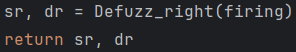 sr, dr = Defuzz_right(firing)
return sr, dr